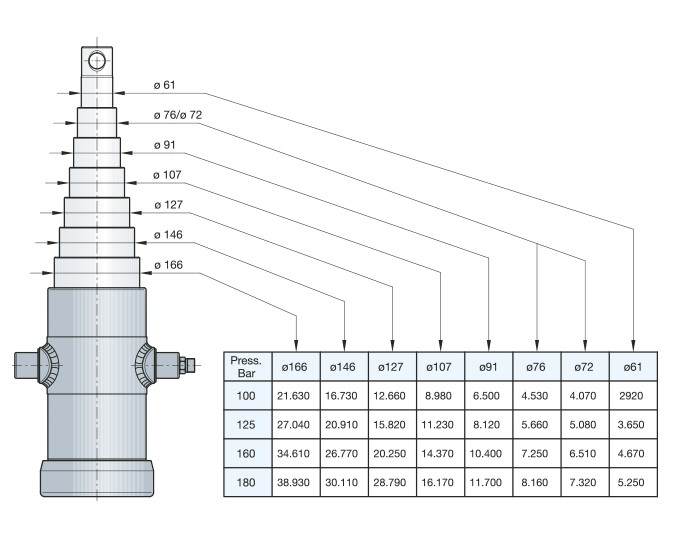 ø 61
ø 76/ø 72
ø 91
ø 107
ø 127
ø 146
ø 166
Press. Bar ø166 ø146 ø127 ø107 ø91 ø76 ø72 ø61
100 21.630 16.730 12.660 8.980 6.500 4.530 4.070 2920
125 27.040 20.910 15.820 11.230 8.120 5.660 5.080 3.650
160 34.610 26.770 20.250 14.370 10.400 7.250 6.510 4.670
180 38.930 30.110 28.790 16.170 11.700 8.160 7.320 5.250